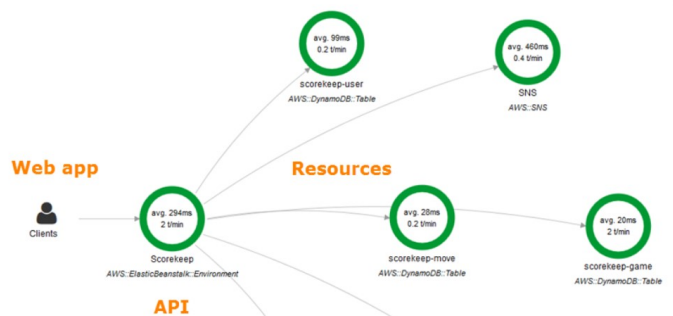 avg. 99ms
0.2 t/min
scorekeep-user
AWS::DynamoDB::Table
avg. 460ms
0.4 t/min
SNS
AWS::SNS
Web app
Resources
Clients
avg. 294ms
2 t/min
Scorekeep
AWS::ElasticBeanstalk::Environment
avg. 28ms
0.2 t/min
scorekeep-move
AWS::DynamoDB::Table
avg. 20ms
2 t/min
scorekeep-game
AWS::DynamoDB::Table
API